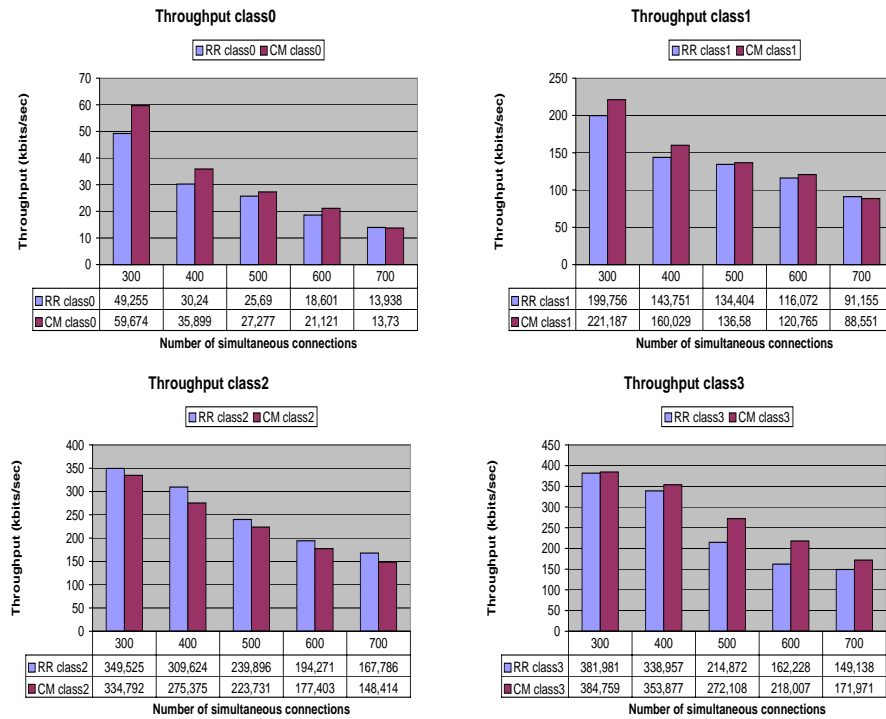 Throughput class0
RR class0 CM class0
Throughput (kbits/sec)
70
60
50
40
30
20
10
0
300 400 500 600 700
RR class0 49,255 30,24 25,69 18,601 13,938
CM class0 59,674 35,899 27,277 21,121 13,73
Number of simultaneous connections
Throughput class1
RR class1 CM class1
Throughput (kbits/sec)
250
200
150
100
50
0
300 400 500 600 700
RR class1 199,756 143,751 134,404 116,072 91,155
CM class1 221,187 160,029 136,58 120,765 88,551
Number of simultaneous connections
Throughput class2
RR class2 CM class2
Throughput (kbits/sec)
400
350
300
250
200
150
100
50
0
300 400 500 600 700
RR class2 349,525 309,624 239,896 194,271 167,786
CM class2 334,792 275,375 223,731 177,403 148,414
Number of simultaneous connections
Throughput class3
RR class3 CM class3
Throughput (kbits/sec)
450
400
350
300
250
200
150
100
50
0
300 400 500 600 700
RR class3 381,981 338,957 214,872 162,228 149,138
CM class3 384,759 353,877 272,108 218,007 171,971
Number of simultaneous connections